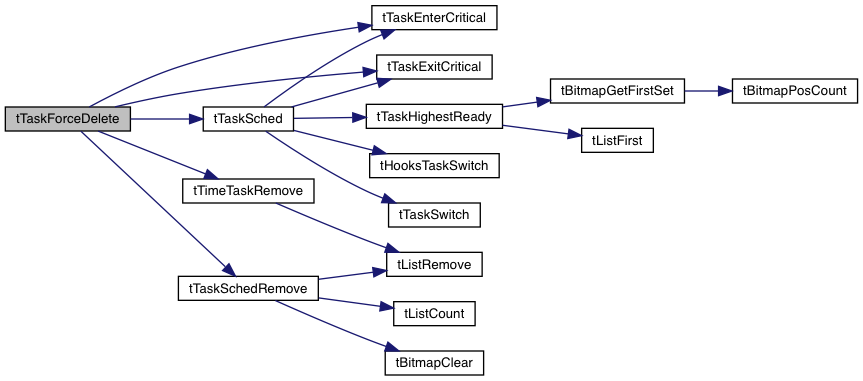 tTaskForceDelete
tTaskEnterCritical
tTaskExitCritical
tTaskSched
tTaskHighestReady
tBitmapGetFirstSet
tBitmapPosCount
tListFirst
tHooksTaskSwitch
tTaskSwitch
tTimeTaskRemove
tListRemove
tTaskSchedRemove
tListCount
tBitmapClear